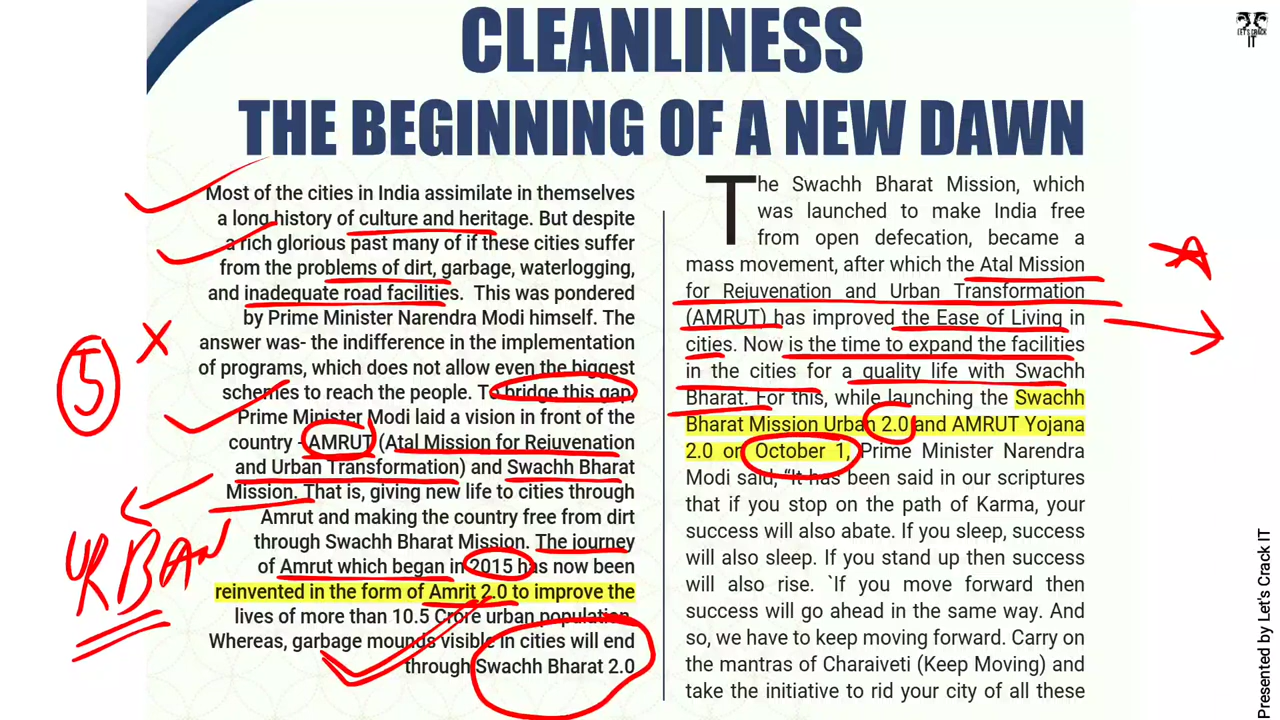 CLEANLINESS
THE BEGINNING OF A NEW DAWN
LET'S CRACK
IT
Most of the cities in India assimilate in themselves
a long history of culture and heritage. But despite
a rich glorious past many of if these cities suffer
from the problems of dirt, garbage, waterlogging,
and inadequate road facilities. This was pondered
by Prime Minister Narendra Modi himself. The
answer was- the indifference in the implementation
of programs, which does not allow even the biggest
schemes to reach the people. To bridge this gap,
Prime Minister Modi laid a vision in front of the
country - AMRUT (Atal Mission for Rejuvenation
and Urban Transformation) and Swachh Bharat
Mission. That is, giving new life to cities through
Amrut and making the country free from dirt
through Swachh Bharat Mission. The journey
of Amrut which began in 2015 has now been
reinvented in the form of Amrit 2.0 to improve the
lives of more than 10.5 Crore urban population.
Whereas, garbage mounds visible in cities will end
through Swachh Bharat 2.0
5
URBAN
The Swachh Bharat Mission, which
was launched to make India free
from open defecation, became a
mass movement, after which the Atal Mission
for Rejuvenation and Urban Transformation
(AMRUT) has improved the Ease of Living in
cities. Now is the time to expand the facilities
in the cities for a quality life with Swachh
Bharat. For this, while launching the Swachh
Bharat Mission Urban 2.0 and AMRUT Yojana
2.0 on October 1, Prime Minister Narendra
Modi said, "It has been said in our scriptures
that if you stop on the path of Karma, your
success will also abate. If you sleep, success
will also sleep. If you stand up then success
will also rise. `If you move forward then
success will go ahead in the same way. And
so, we have to keep moving forward. Carry on
the mantras of Charaiveti (Keep Moving) and
take the initiative to rid your city of all these
Presented by Let's Crack IT